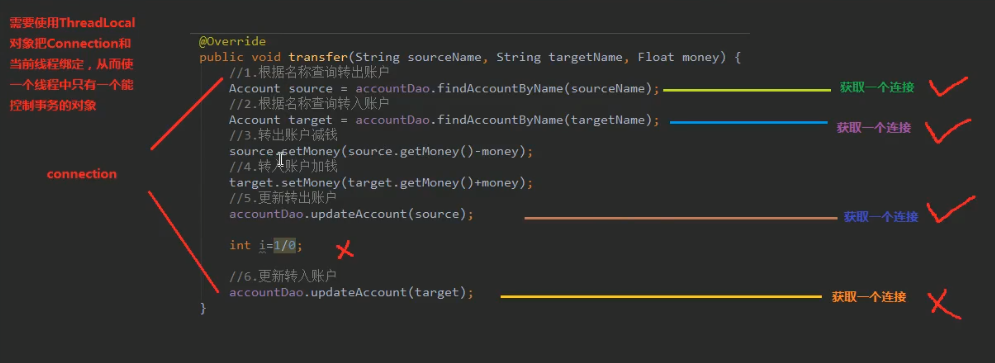 需要使用ThreadLocal
对象把Connection和
当前线程绑定，从而使
一个线程中只有一个能
控制事务的对象
connection
@Override
public void transfer(String sourceName, String targetName, Float money) {
//1.根据名称查询转出账户
Account source = accountDao.findAccountByName(sourceName);
获取一个连接
//2.根据名称查询转入账户
Account target = accountDao.findAccountByName(targetName);
获取一个连接
//3.转出账户减钱
source.setMoney(source.getMoney()-money);
//4.转入账户加钱
target.setMoney(target.getMoney()+money);
//5.更新转出账户
accountDao.updateAccount(source);
获取一个连接
int i=1/0;
//6.更新转入账户
accountDao.updateAccount(target);
获取一个连接
}